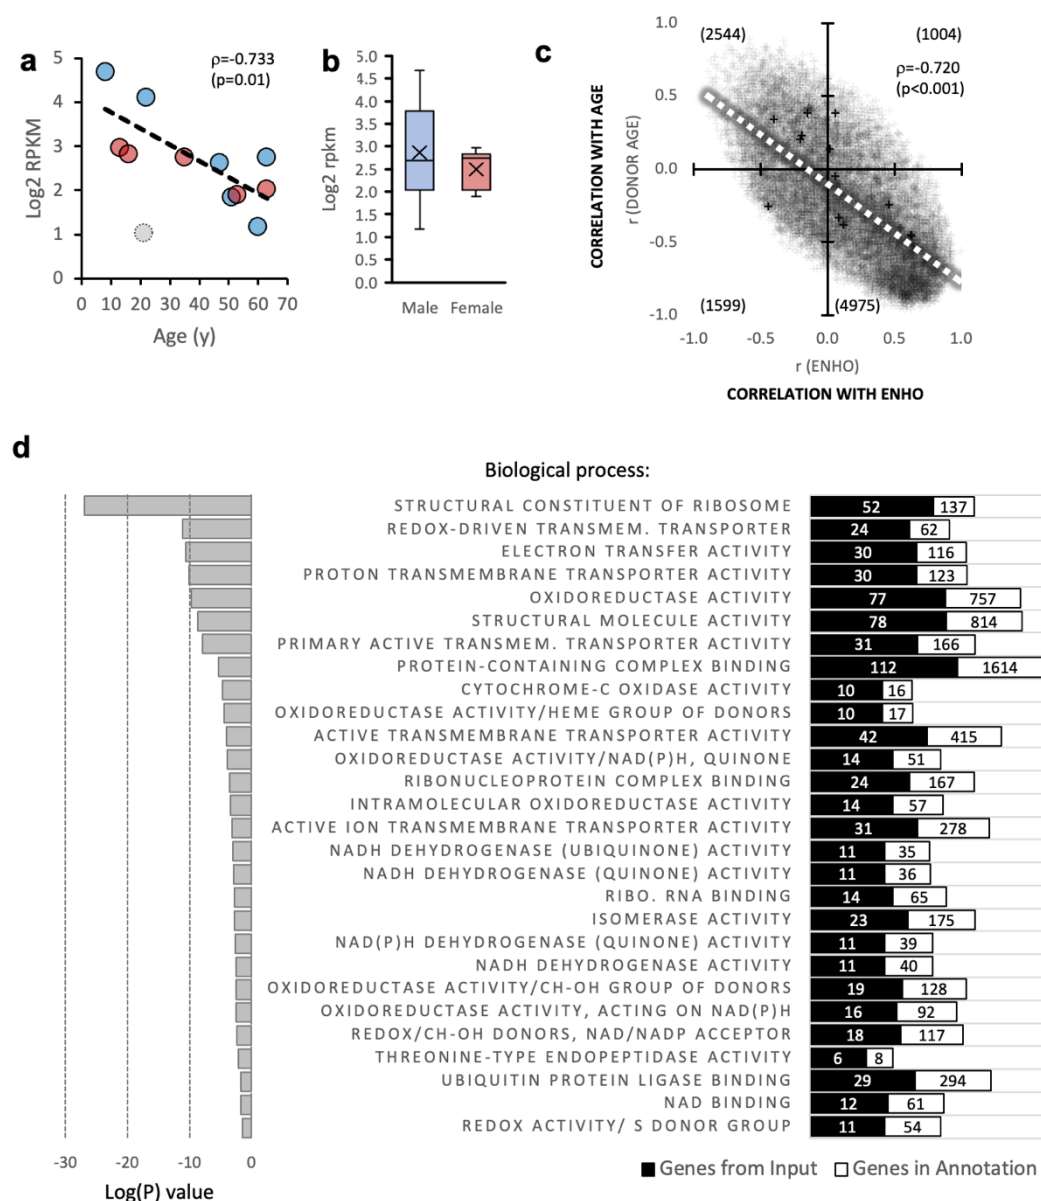 a
ρ=-0.733
(p=0.01)
5
4
3
2
1
0
Log2 RPKM
0 10 20 30 40 50 60 70
Age (y)
b
5.0
4.5
4.0
3.5
3.0
2.5
2.0
1.5
1.0
0.5
0.0
Log2 rpkm
Male Female
c
1.0
0.5
0.0
-0.5
-1.0
(2544) (1004)
ρ=-0.720
(p<0.001)
(1599) (4975)
CORRELATION WITH AGE
r (DONOR AGE)
-1.0 -0.5 0.0 0.5 1.0
r (ENHO)
CORRELATION WITH ENHO
d
Biological process:
STRUCTURAL CONSTITUENT OF RIBOSOME 52 137
REDOX-DRIVEN TRANSMEM. TRANSPORTER 24 62
ELECTRON TRANSFER ACTIVITY 30 116
PROTON TRANSMEMBRANE TRANSPORTER ACTIVITY 30 123
OXIDOREDUCTASE ACTIVITY 77 757
STRUCTURAL MOLECULE ACTIVITY 78 814
PRIMARY ACTIVE TRANSMEM. TRANSPORTER ACTIVITY 31 166
PROTEIN-CONTAINING COMPLEX BINDING 112 1614
CYTOCHROME-C OXIDASE ACTIVITY 10 16
OXIDOREDUCTASE ACTIVITY/HEME GROUP OF DONORS 10 17
ACTIVE TRANSMEMBRANE TRANSPORTER ACTIVITY 42 415
OXIDOREDUCTASE ACTIVITY/NAD(P)H, QUINONE 14 51
RIBONUCLEOPROTEIN COMPLEX BINDING 24 167
INTRAMOLECULAR OXIDOREDUCTASE ACTIVITY 14 57
ACTIVE ION TRANSMEMBRANE TRANSPORTER ACTIVITY 31 278
NADH DEHYDROGENASE (UBIQUINONE) ACTIVITY 11 35
NADH DEHYDROGENASE (QUINONE) ACTIVITY 11 36
RIBO. RNA BINDING 14 65
ISOMERASE ACTIVITY 23 175
NAD(P)H DEHYDROGENASE (QUINONE) ACTIVITY 11 39
NADH DEHYDROGENASE ACTIVITY 11 40
OXIDOREDUCTASE ACTIVITY/CH-OH GROUP OF DONORS 19 128
OXIDOREDUCTASE ACTIVITY, ACTING ON NAD(P)H 16 92
REDOX/CH-OH DONORS, NAD/NADP ACCEPTOR 18 117
THREONINE-TYPE ENDOPEPTIDASE ACTIVITY 6 8
UBIQUITIN PROTEIN LIGASE BINDING 29 294
NAD BINDING 12 61
REDOX ACTIVITY/ S DONOR GROUP 11 54
-30 -20 -10 0
Log(P) value
Genes from Input Genes in Annotation